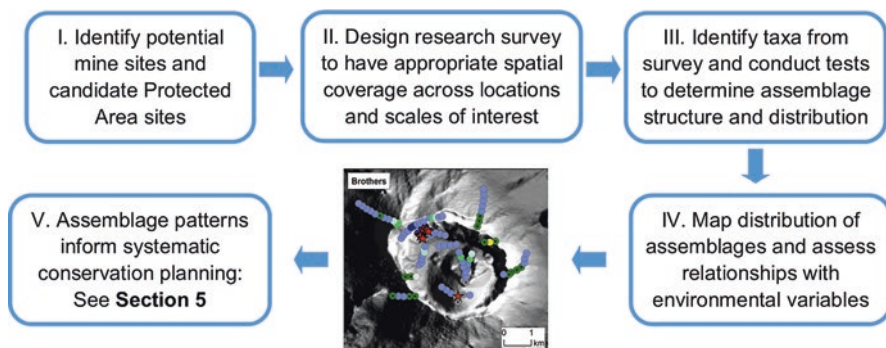 I. Identify potential
mine sites and
candidate Protected
Area sites
II. Design research survey
to have appropriate spatial
coverage across locations
and scales of interest
III. Identify taxa from
survey and conduct tests
to determine assemblage
structure and distribution
IV. Map distribution of
assemblages and assess
relationships with
environmental variables
Brothers
0 1
km
V. Assemblage patterns
inform systematic
conservation planning:
See Section 5